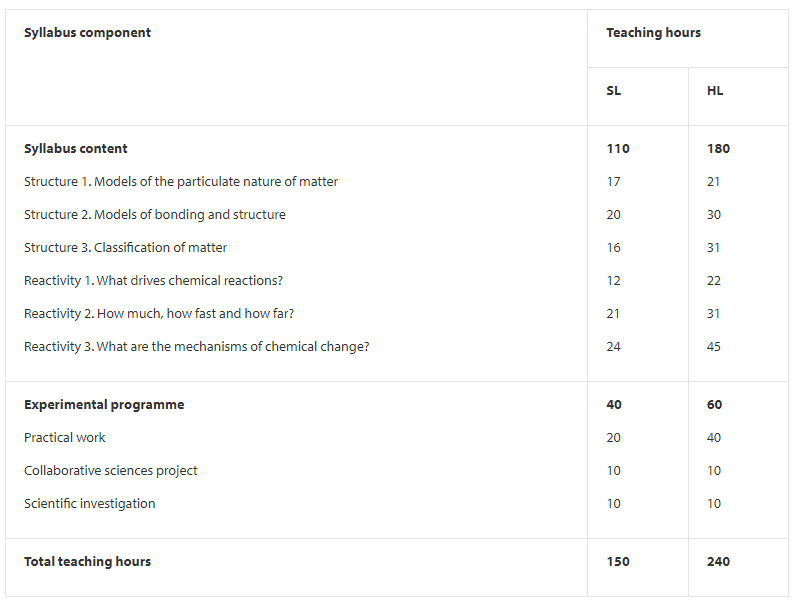 Syllabus component Teaching hours
SL HL
Syllabus content 110 180
Structure 1. Models of the particulate nature of matter 17 21
Structure 2. Models of bonding and structure 20 30
Structure 3. Classification of matter 16 31
Reactivity 1. What drives chemical reactions? 12 22
Reactivity 2. How much, how fast and how far? 21 31
Reactivity 3. What are the mechanisms of chemical change? 24 45
Experimental programme 40 60
Practical work 20 40
Collaborative sciences project 10 10
Scientific investigation 10 10
Total teaching hours 150 240